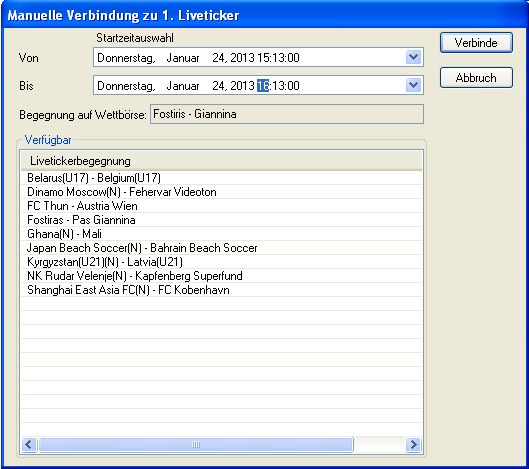 Manuelle Verbindung zu 1. Liveticker
Startzeitauswahl
Von Donnerstag, Januar 24, 2013 15:13:00
Verbinde
Bis Donnerstag, Januar 24, 2013 16:13:00
Abbruch
Begegnung auf Wettbörse: Fostiris - Giannina
Verfügbar
Livetickerbegegnung
Belarus(U17) - Belgium(U17)
Dinamo Moscow(N) - Fehervar Videoton
FC Thun - Austria Wien
Fostiras - Pas Giannina
Ghana(N) - Mali
Japan Beach Soccer(N) - Bahrain Beach Soccer
Kyrgyzstan(U21)(N) - Latvia(U21)
NK Rudar Velenje(N) - Kapfenberg Superfund
Shanghai East Asia FC(N) - FC Kobenhavn